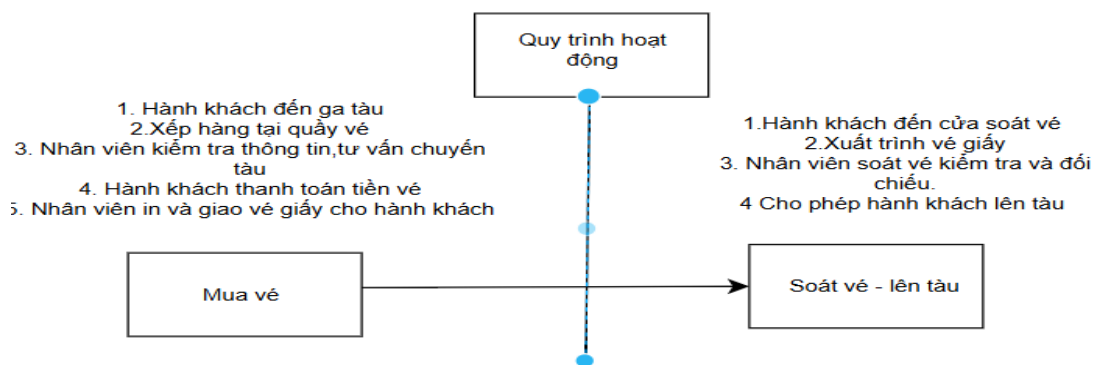 Quy trình hoạt
động
1. Hành khách đến ga tàu
2.Xếp hàng tại quầy vé
3. Nhân viên kiểm tra thông tin,tư vấn chuyến
tàu
4. Hành khách thanh toán tiền vé
5. Nhân viên in và giao vé giấy cho hành khách
1.Hành khách đến cửa soát vé
2.Xuất trình vé giấy
3. Nhân viên soát vé kiểm tra và đối
chiếu.
4 Cho phép hành khách lên tàu
Mua vé
Soát vé - lên tàu